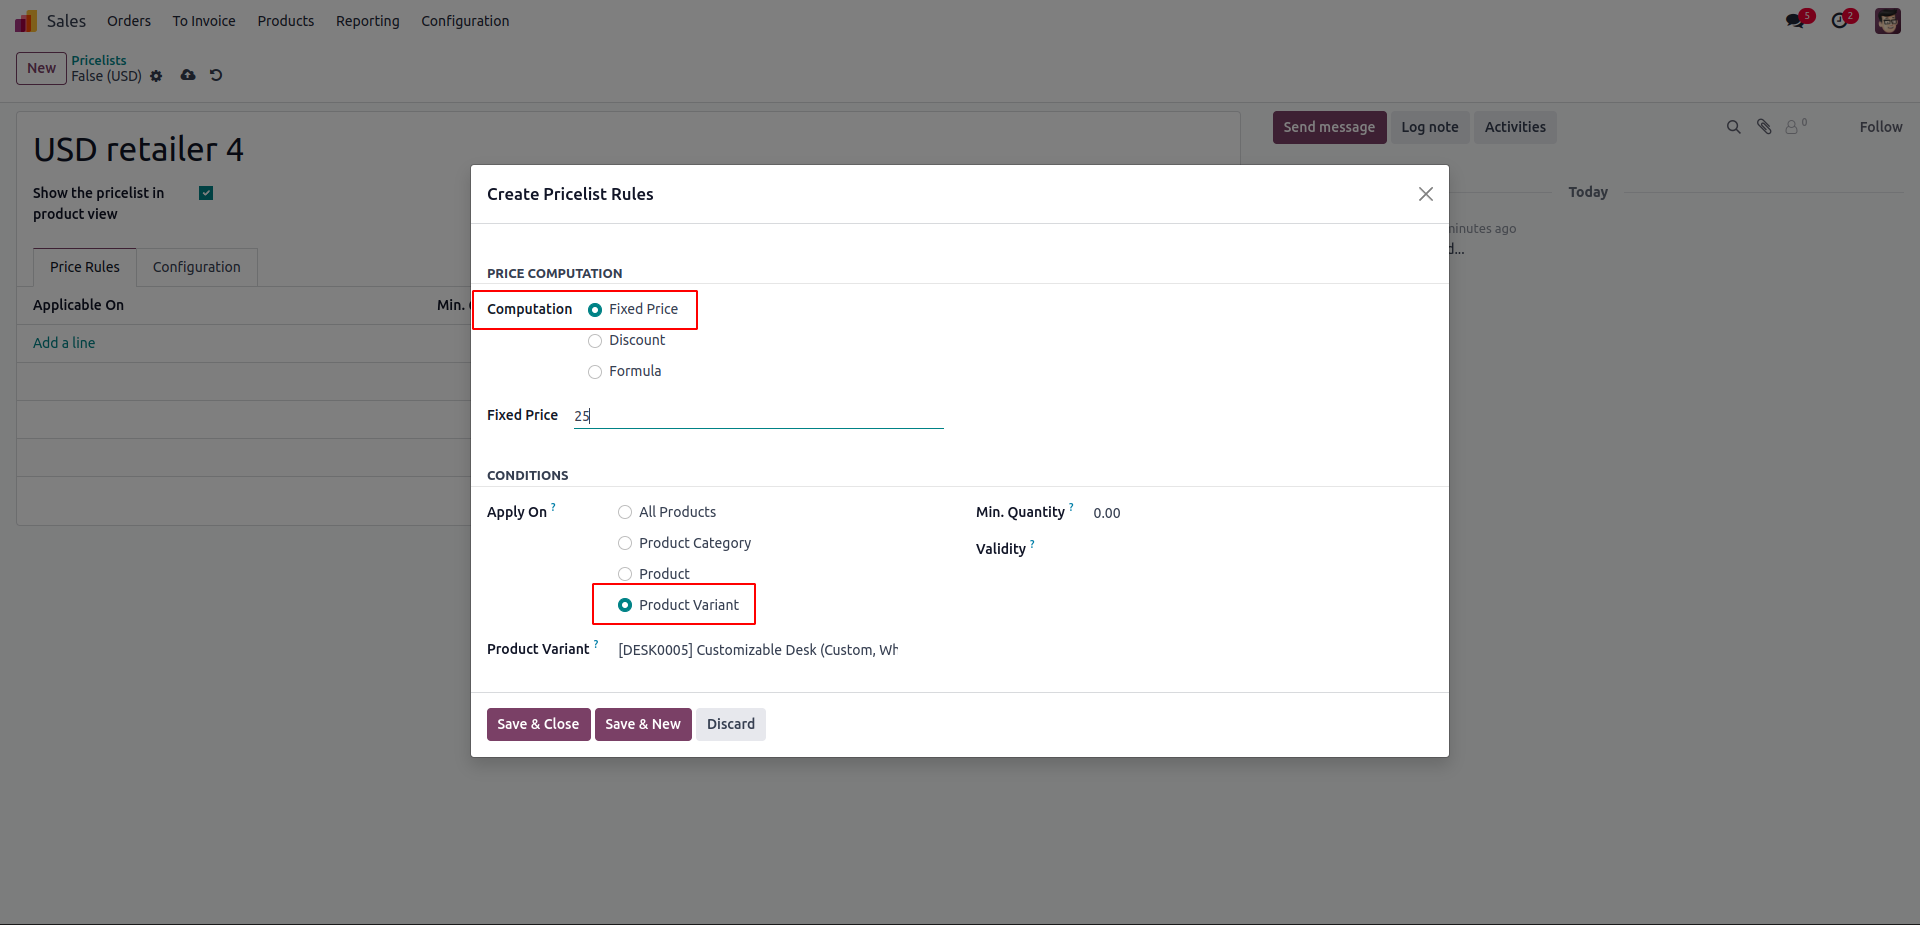 Sales Orders To Invoice Products Reporting Configuration 5 2
New Pricelists
False (USD)
Send message Log note Activities 0 Follow
USD retailer 4
Show the pricelist in
product view
Today
minutes ago
d...
Price Rules Configuration
Applicable On Min.
Add a line
Create Pricelist Rules
PRICE COMPUTATION
Computation Fixed Price
Discount
Formula
Fixed Price 25
CONDITIONS
Apply On ? All Products Min. Quantity ? 0.00
Product Category Validity ?
Product
Product Variant
Product Variant ? [DESK0005] Customizable Desk (Custom, Wh
Save & Close Save & New Discard